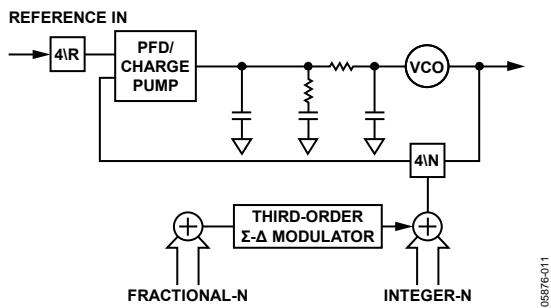 REFERENCE IN
4\R
PFD/
CHARGE
PUMP
VCO
4\N
THIRD-ORDER
Σ-Δ MODULATOR
FRACTIONAL-N
INTEGER-N
05876-011